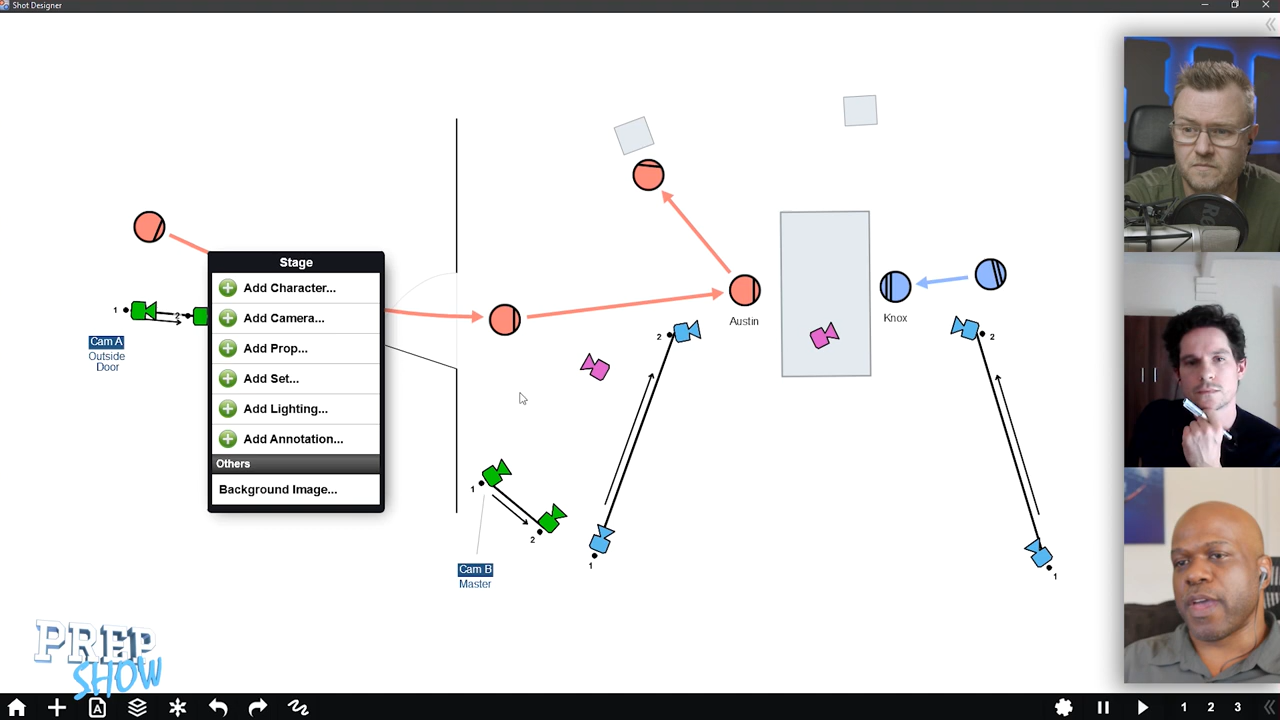 Shot Designer
Stage
Add Character...
Add Camera...
Add Prop...
Add Set...
Add Lighting...
Add Annotation...
Others
Background Image...
1
2
Cam A
Outside
Door
Austin
Knox
2
2
1
2
Cam B
Master
1
1
PREP
SHOW
A
1 2 3